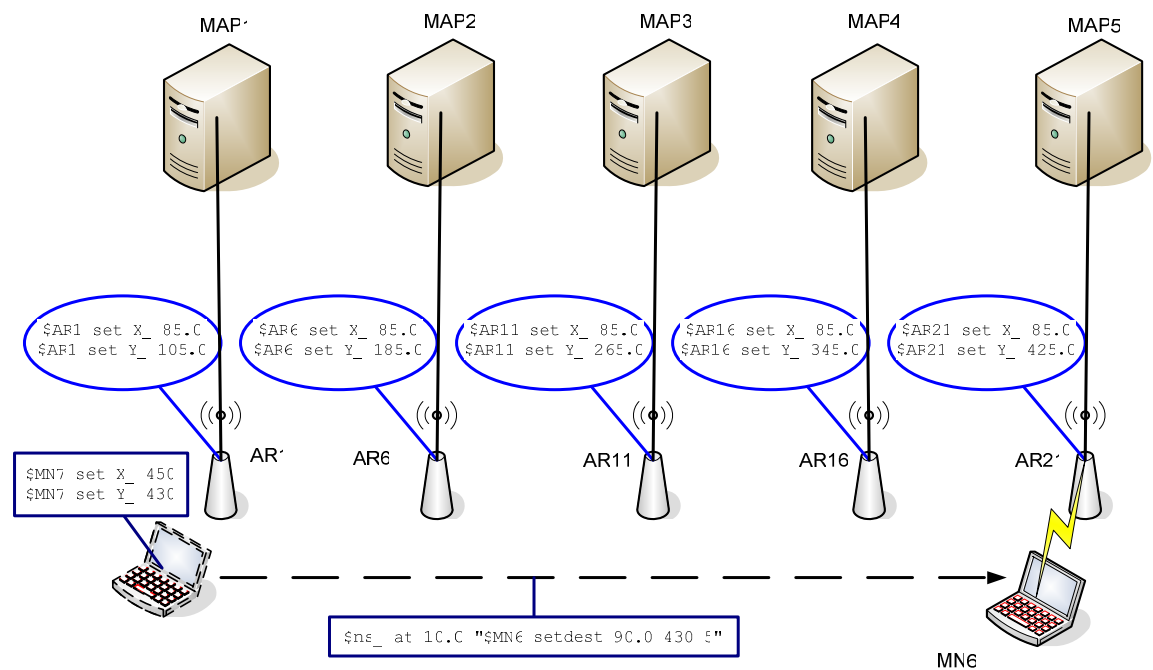 MAP1
MAP2
MAP3
MAP4
MAP5
$AR1 set X_ 85.0
$AR1 set Y_ 105.0
$AR6 set X_ 85.0
$AR6 set Y_ 185.0
$AR11 set X_ 85.0
$AR11 set Y_ 265.0
$AR16 set X_ 85.0
$AR16 set Y_ 345.0
$AR21 set X_ 85.0
$AR21 set Y_ 425.0
AR1
AR6
AR11
AR16
AR21
$MN7 set X_ 450
$MN7 set Y_ 430
$ns_ at 10.0 "$MN6 setdest 90.0 430 5"
MN6